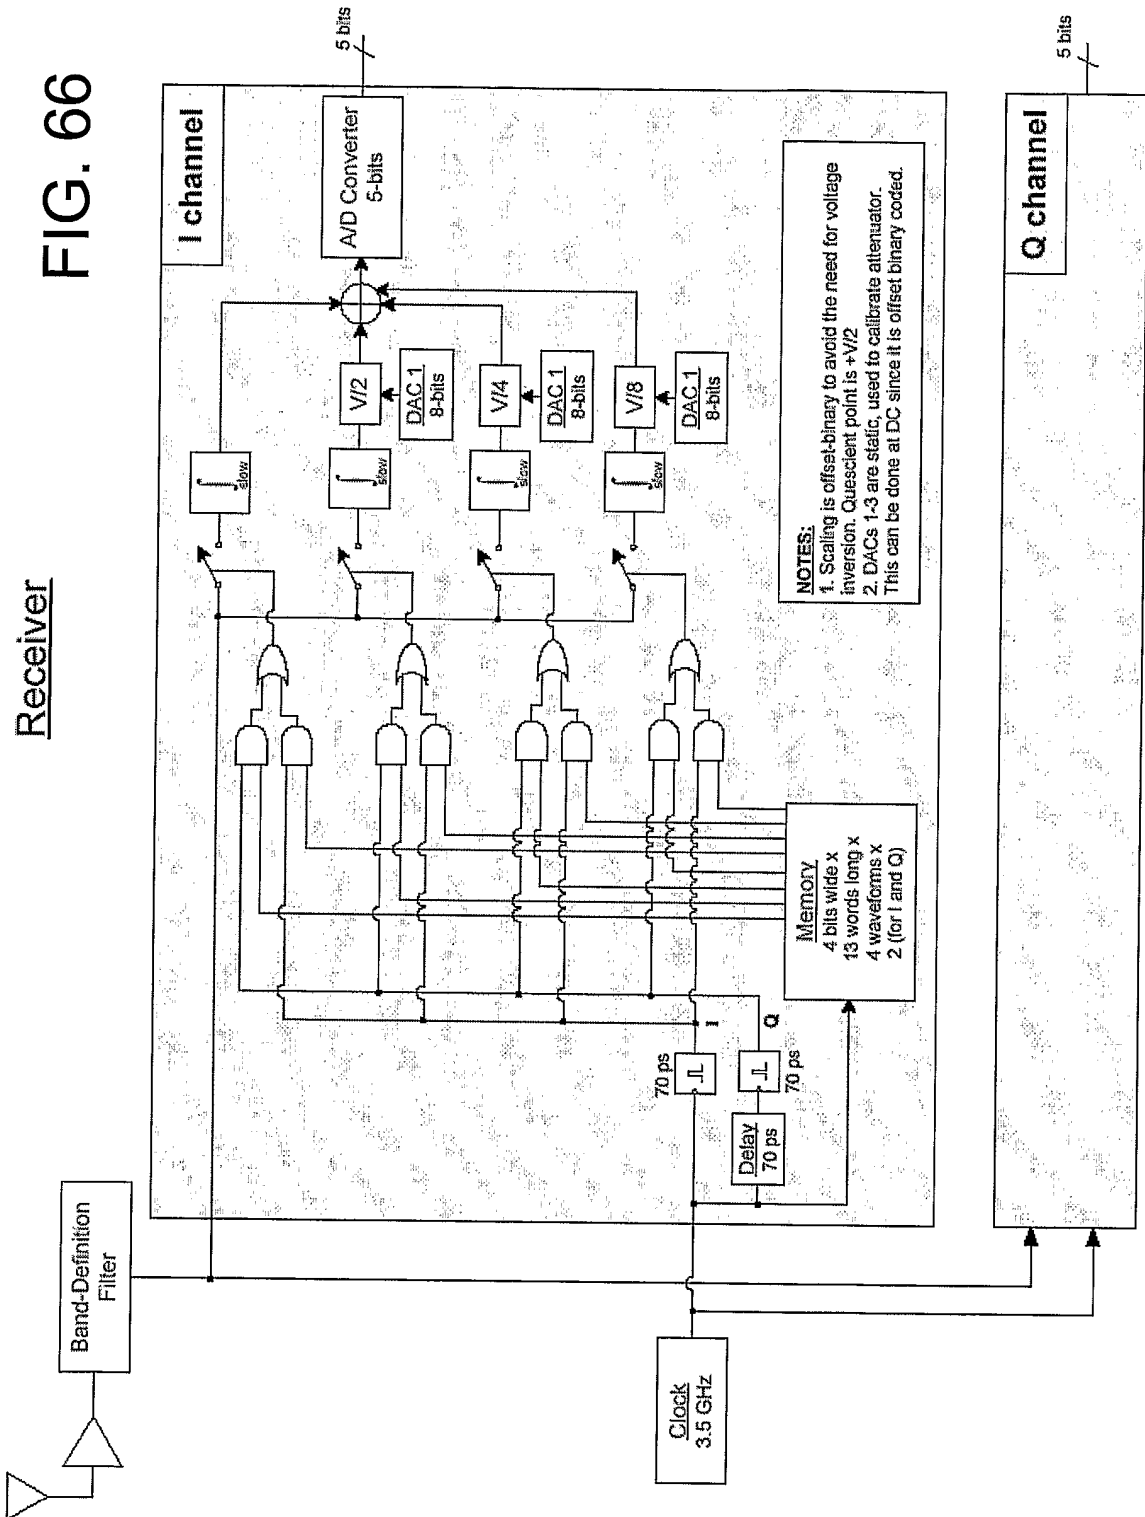 FIG. 66
Receiver
Band-Definition
Filter
Clock
3.5 GHz
I channel
70 ps
I
Delay
70 ps
70 ps
Q
Memory
4 bits wide x
13 words long x
4 waveforms x
2 (for I and Q)
slow
slow
slow
slow
V/2
DAC 1
8-bits
V/4
DAC 1
8-bits
V/8
DAC 1
8-bits
A/D Converter
5-bits
5 bits
NOTES:
1. Scaling is offset-binary to avoid the need for voltage
inversion. Quescient point is +V/2
2. DACs 1-3 are static, used to calibrate attenuator.
This can be done at DC since it is offset binary coded.
Q channel
5 bits